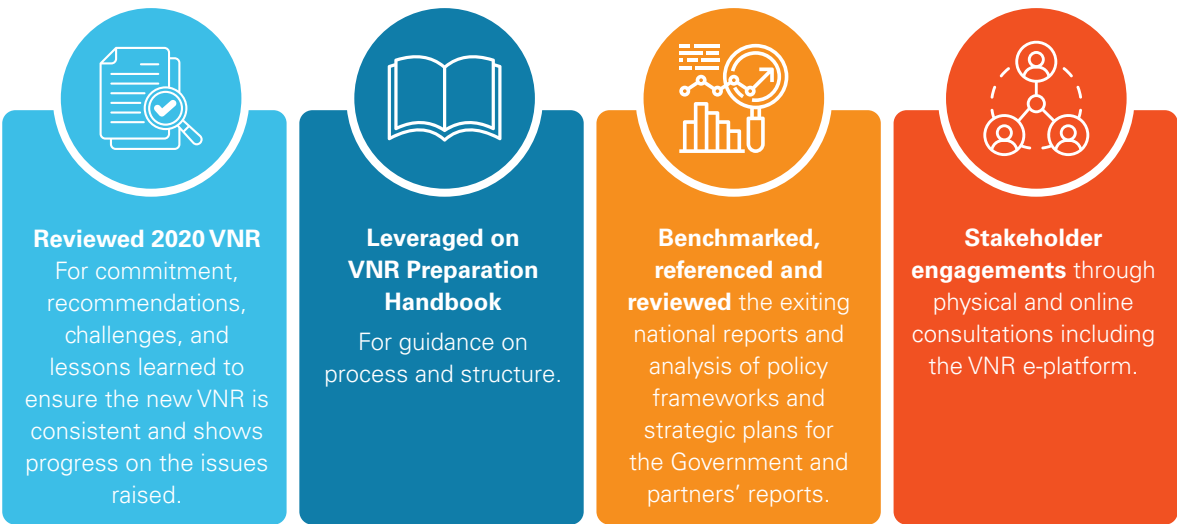 Reviewed 2020 VNR
For commitment,
recommendations,
challenges, and
lessons learned to
ensure the new VNR is
consistent and shows
progress on the issues
raised.
Leveraged on
VNR Preparation
Handbook
For guidance on
process and structure.
Benchmarked,
referenced and
reviewed the exiting
national reports and
analysis of policy
frameworks and
strategic plans for
the Government and
partners’ reports.
Stakeholder
engagements through
physical and online
consultations including
the VNR e-platform.